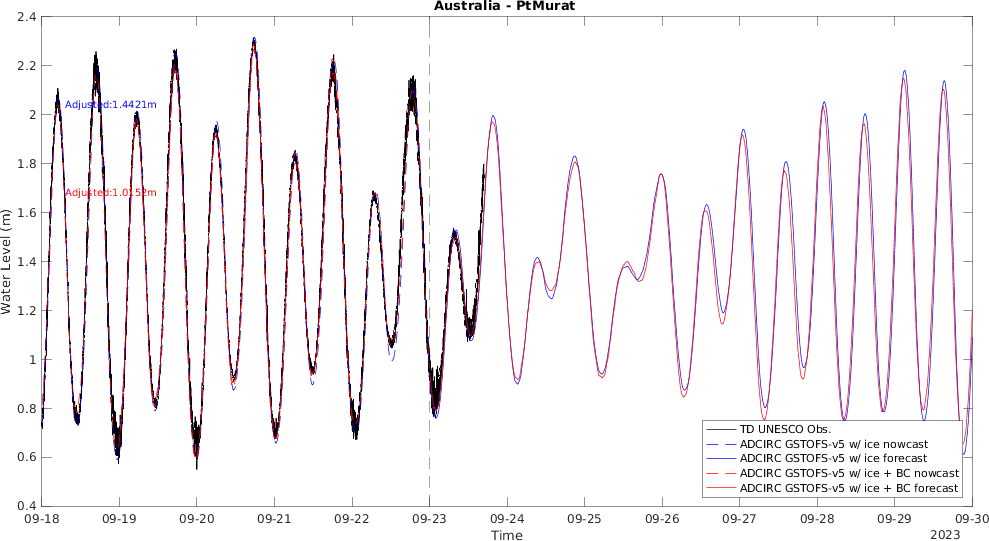 Australia - PtMurat
2.4
2.2
2
1.8
1.6
1.4
1.2
1
0.8
0.6
0.4
Water Level (m)
Adjusted:1.4421m
Adjusted:1.0152m
TD UNESCO Obs.
ADCIRC GSTOFS-v5 w/ ice nowcast
ADCIRC GSTOFS-v5 w/ ice forecast
ADCIRC GSTOFS-v5 w/ ice + BC nowcast
ADCIRC GSTOFS-v5 w/ ice + BC forecast
09-18 09-19 09-20 09-21 09-22 09-23 09-24 09-25 09-26 09-27 09-28 09-29 09-30
Time
2023